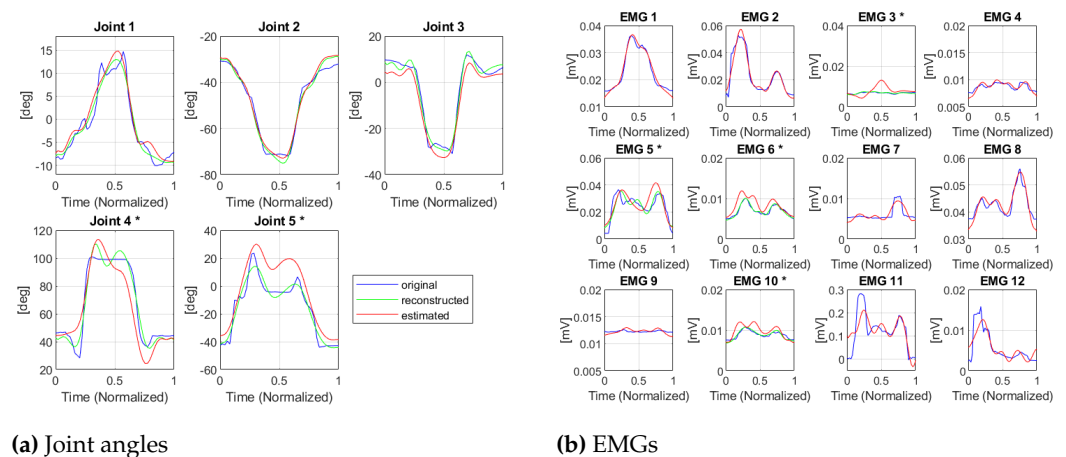 Joint 1
Joint 2
Joint 3
[deg]
15
10
5
0
-5
-10
0
0.5
1
Time (Normalized)
-20
-40
-60
-80
0
0.5
1
Time (Normalized)
20
0
-20
-40
0
0.5
1
Time (Normalized)
Joint 4 *
Joint 5 *
[deg]
120
100
80
60
40
20
0
0.5
1
Time (Normalized)
[deg]
60
40
20
0
-20
-40
-60
0
0.5
1
Time (Normalized)
original
reconstructed
estimated
(a) Joint angles
EMG 1
EMG 2
EMG 3 *
EMG 4
[mV]
0.04
0.03
0.02
0.01
0
0.5
1
Time (Normalized)
[mV]
0.06
0.04
0.02
0
0
0.5
1
Time (Normalized)
[mV]
0.04
0.02
0
0
0.5
1
Time (Normalized)
[mV]
0.02
0.015
0.01
0.005
0
0.5
1
Time (Normalized)
EMG 5 *
EMG 6 *
EMG 7
EMG 8
[mV]
0.06
0.04
0.02
0
0
0.5
1
Time (Normalized)
[mV]
0.02
0.01
0
0
0.5
1
Time (Normalized)
[mV]
0.02
0.01
0
0
0.5
1
Time (Normalized)
[mV]
0.06
0.05
0.04
0.03
0
0.5
1
Time (Normalized)
EMG 9
EMG 10 *
EMG 11
EMG 12
[mV]
0.02
0.015
0.01
0.005
0
0.5
1
Time (Normalized)
[mV]
0.02
0.01
0
0
0.5
1
Time (Normalized)
[mV]
0.3
0.2
0.1
0
0
0.5
1
Time (Normalized)
[mV]
0.02
0.01
0
0
0.5
1
Time (Normalized)
(b) EMGs